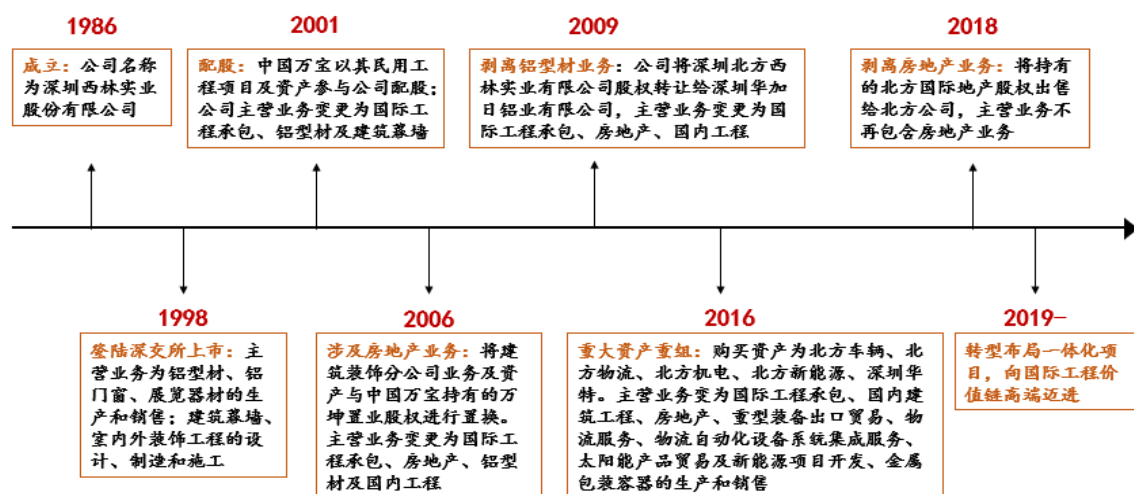 1986
成立：公司名称
为深圳西林实业
股份有限公司
2001
配股：中国万宝以其民用工
程项目及资产参与公司配股；
公司主营业务变更为国际工
程承包、铝型材及建筑幕墙
2009
剥离铝型材业务：公司将深圳北方西
林实业有限公司股权转让给深圳华加
日铝业有限公司，主营业务变更为国
际工程承包、房地产、国内工程
2018
剥离房地产业务：将持有
的北方国际地产股权出售
给北方公司，主营业务不
再包含房地产业务
1998
登陆深交所上市：主
营业务为铝型材、铝
门窗、展览器材的生
产和销售；建筑幕墙、
室内外装饰工程的设
计、制造和施工
2006
涉及房地产业务：将建
筑装饰分公司业务及资
产与中国万宝持有的万
坤置业股权进行置换。
主营业务变更为国际工
程承包、房地产、铝型
材及国内工程
2016
重大资产重组：购买资产为北方车辆、北
方物流、北方机电、北方新能源、深圳华
特。主营业务变为国际工程承包、国内建
筑工程、房地产、重型装备出口贸易、物
流服务、物流自动化设备系统集成服务、
太阳能产品贸易及新能源项目开发、金属
包装容器的生产和销售
2019-
转型布局一体化项
目，向国际工程价
值链高端迈进